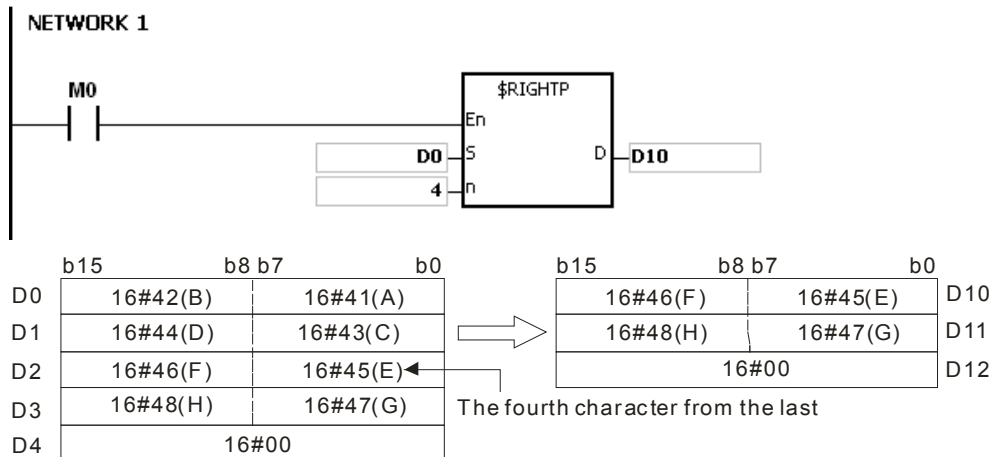 NETWORK 1
M0
$RIGHTP
En
D0 S D D10
4 n
b15 b8 b7 b0 b15 b8 b7 b0
D0 16#42(B) 16#41(A) 16#46(F) 16#45(E) D10
D1 16#44(D) 16#43(C) 16#48(H) 16#47(G) D11
D2 16#46(F) 16#45(E) 16#00 D12
D3 16#48(H) 16#47(G) The fourth character from the last
D4 16#00